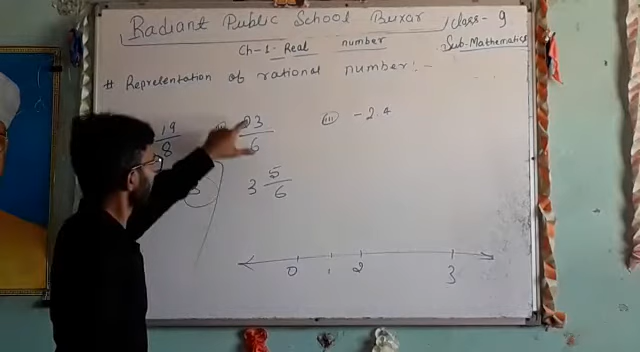 Radiant Public School Buxar, class-9
Ch-1 Real number
Sub-Mathematics
# Representation of rational number:-
19/8
23/6
(iii) -2.4
3 5/6
0 1 2 3